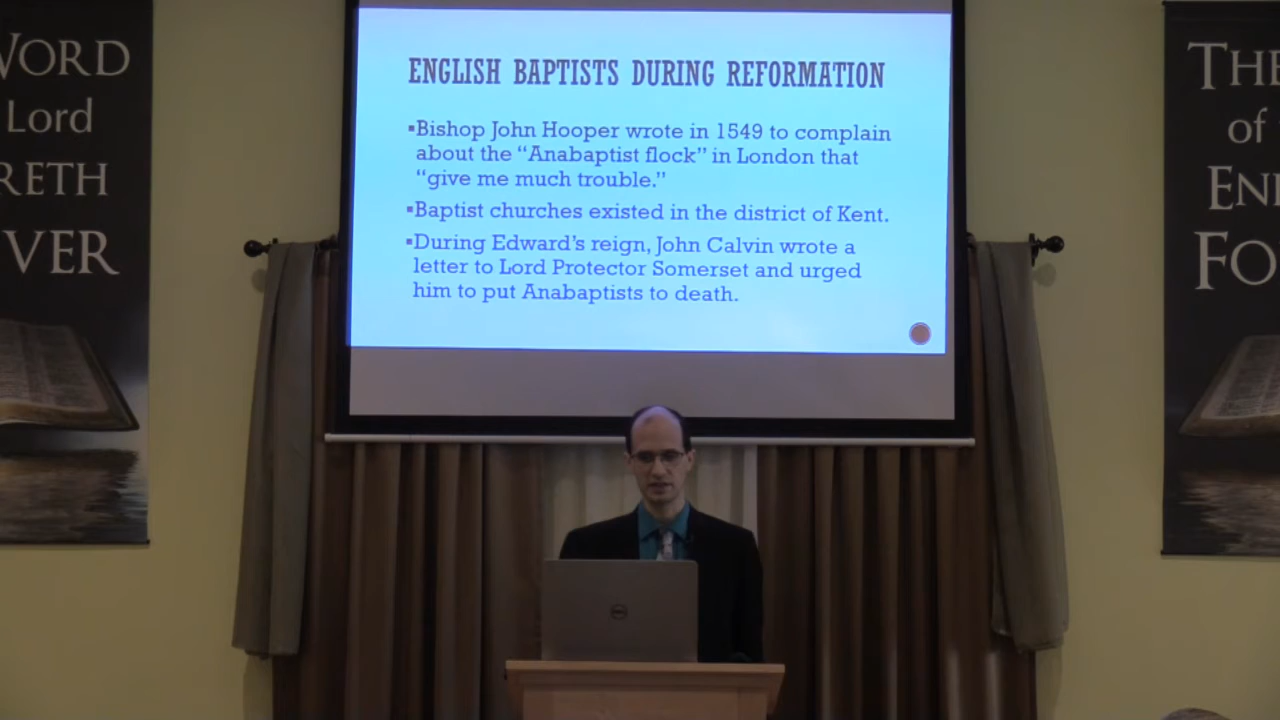 WORD
Lord
RETH
VER
ENGLISH BAPTISTS DURING REFORMATION
▪Bishop John Hooper wrote in 1549 to complain
about the “Anabaptist flock” in London that
“give me much trouble.”
▪Baptist churches existed in the district of Kent.
▪During Edward’s reign, John Calvin wrote a
letter to Lord Protector Somerset and urged
him to put Anabaptists to death.
THE
of
EN
FO
DELL